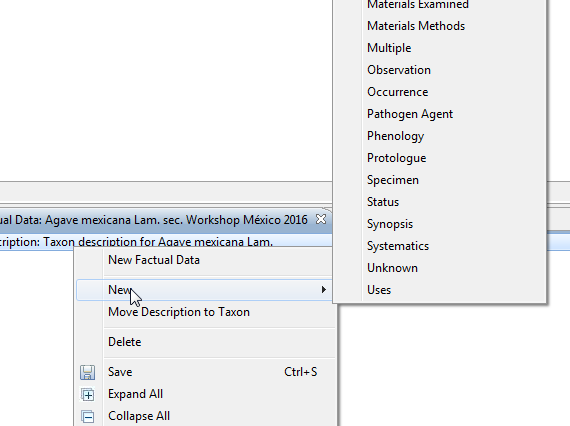 Materials Examined
Materials Methods
Multiple
Observation
Occurrence
Pathogen Agent
Phenology
Protologue
Specimen
Status
Synopsis
Systematics
Unknown
Uses
ual Data: Agave mexicana Lam. sec. Workshop México 2016
cription: Taxon description for Agave mexicana Lam.
New Factual Data
New
Move Description to Taxon
Delete
Save Ctrl+S
Expand All
Collapse All